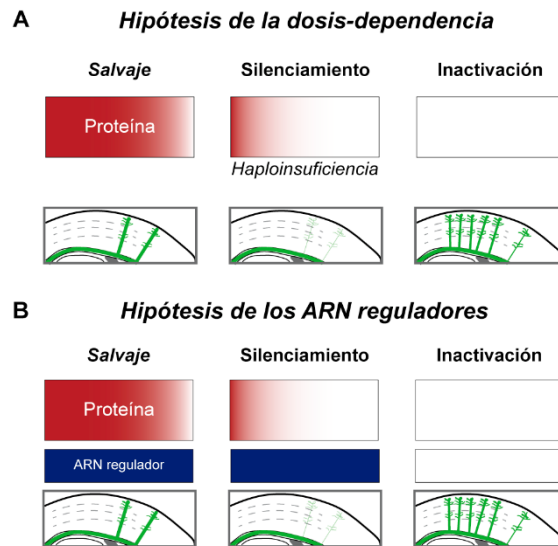 A Hipótesis de la dosis-dependencia
Salvaje Silenciamiento Inactivación
Proteína
Haploinsuficiencia
B Hipótesis de los ARN reguladores
Salvaje Silenciamiento Inactivación
Proteína
ARN regulador